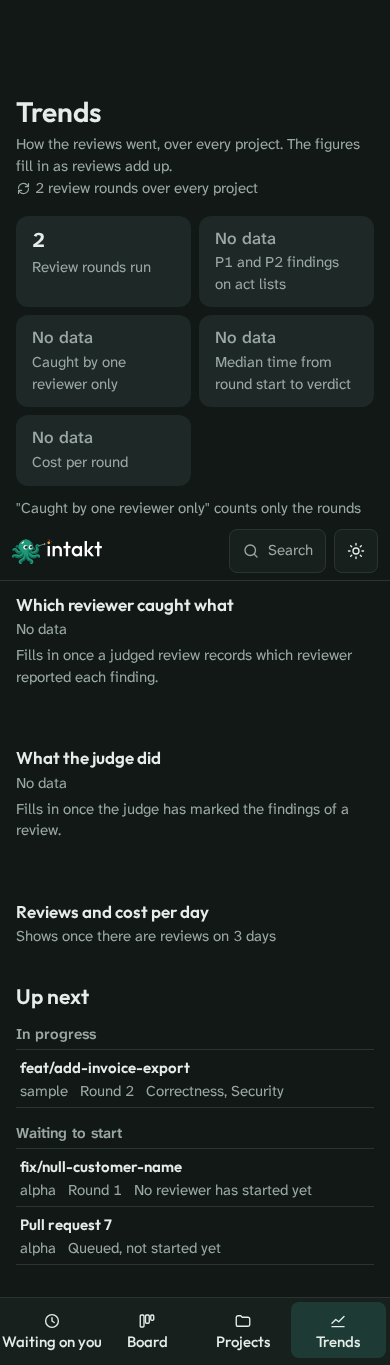 Trends
How the reviews went, over every project. The figures
fill in as reviews add up.
2 review rounds over every project
2
Review rounds run
No data
P1 and P2 findings
on act lists
No data
Caught by one
reviewer only
No data
Median time from
round start to verdict
No data
Cost per round
"Caught by one reviewer only" counts only the rounds
intakt
Search
Which reviewer caught what
No data
Fills in once a judged review records which reviewer
reported each finding.
What the judge did
No data
Fills in once the judge has marked the findings of a
review.
Reviews and cost per day
Shows once there are reviews on 3 days
Up next
In progress
feat/add-invoice-export
sample Round 2 Correctness, Security
Waiting to start
fix/null-customer-name
alpha Round 1 No reviewer has started yet
Pull request 7
alpha Queued, not started yet
Waiting on you
Board
Projects
Trends